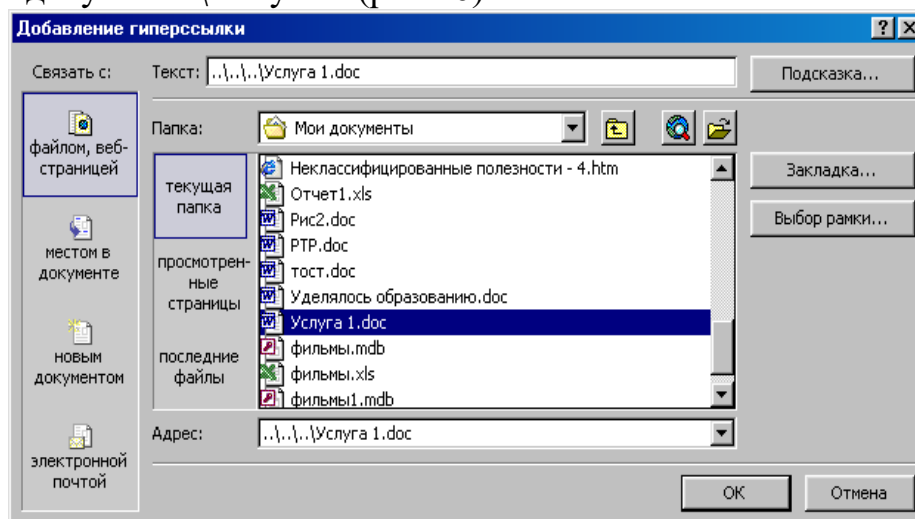 Добавление гиперссылки
Связать с:
Текст: ..\..\..\Услуга 1.doc
Подсказка...
файлом, веб-
страницей
Папка: Мои документы
текущая
папка
просмотрен-
ные
страницы
последние
файлы
Неклассифицированные полезности - 4.htm
Отчет1.xls
Рис2.doc
РТР.doc
тост.doc
Уделялось образованию.doc
Услуга 1.doc
фильмы.mdb
фильмы.xls
фильмы1.mdb
Закладка...
Выбор рамки...
местом в
документе
новым
документом
электронной
почтой
Адрес: ..\..\..\Услуга 1.doc
ОК
Отмена